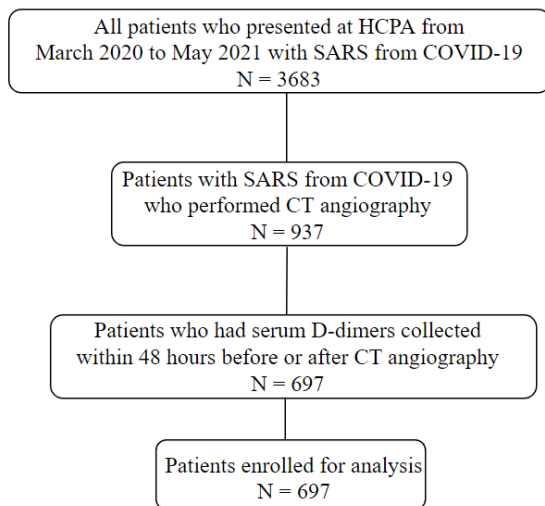 All patients who presented at HCPA from
March 2020 to May 2021 with SARS from COVID-19
N = 3683
Patients with SARS from COVID-19
who performed CT angiography
N = 937
Patients who had serum D-dimers collected
within 48 hours before or after CT angiography
N = 697
Patients enrolled for analysis
N = 697